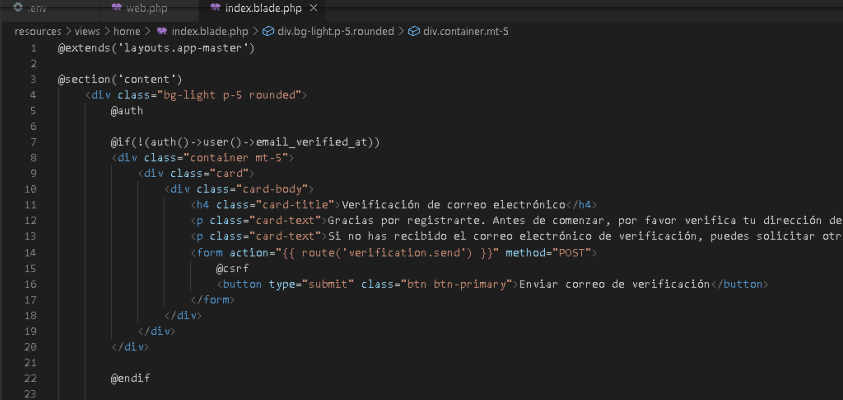 .env web.php index.blade.php
resources > views > home > index.blade.php > div.bg-light.p-5.rounded > div.container.mt-5
1 @extends('layouts.app-master')
2
3 @section('content')
4 <div class="bg-light p-5 rounded">
5 @auth
6
7 @if(!(auth()->user()->email_verified_at))
8 <div class="container mt-5">
9 <div class="card">
10 <div class="card-body">
11 <h4 class="card-title">Verificación de correo electrónico</h4>
12 <p class="card-text">Gracias por registrarte. Antes de comenzar, por favor verifica tu dirección de
13 <p class="card-text">Si no has recibido el correo electrónico de verificación, puedes solicitar otr
14 <form action="{{ route('verification.send') }}" method="POST">
15 @csrf
16 <button type="submit" class="btn btn-primary">Enviar correo de verificación</button>
17 </form>
18 </div>
19 </div>
20 </div>
21
22 @endif
23